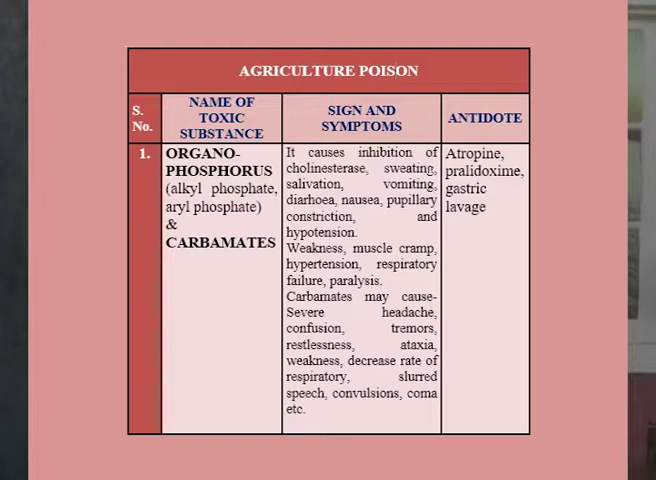 AGRICULTURE POISON
S.
No.
NAME OF
TOXIC
SUBSTANCE
SIGN AND
SYMPTOMS
ANTIDOTE
1.
ORGANO-
PHOSPHORUS
(alkyl phosphate,
aryl phosphate)
&
CARBAMATES
It causes inhibition of
cholinesterase, sweating,
salivation, vomiting,
diarhoea, nausea, pupillary
constriction, and
hypotension.
Weakness, muscle cramp,
hypertension, respiratory
failure, paralysis.
Carbamates may cause-
Severe headache,
confusion, tremors,
restlessness, ataxia,
weakness, decrease rate of
respiratory, slurred
speech, convulsions, coma
etc.
Atropine,
pralidoxime,
gastric
lavage